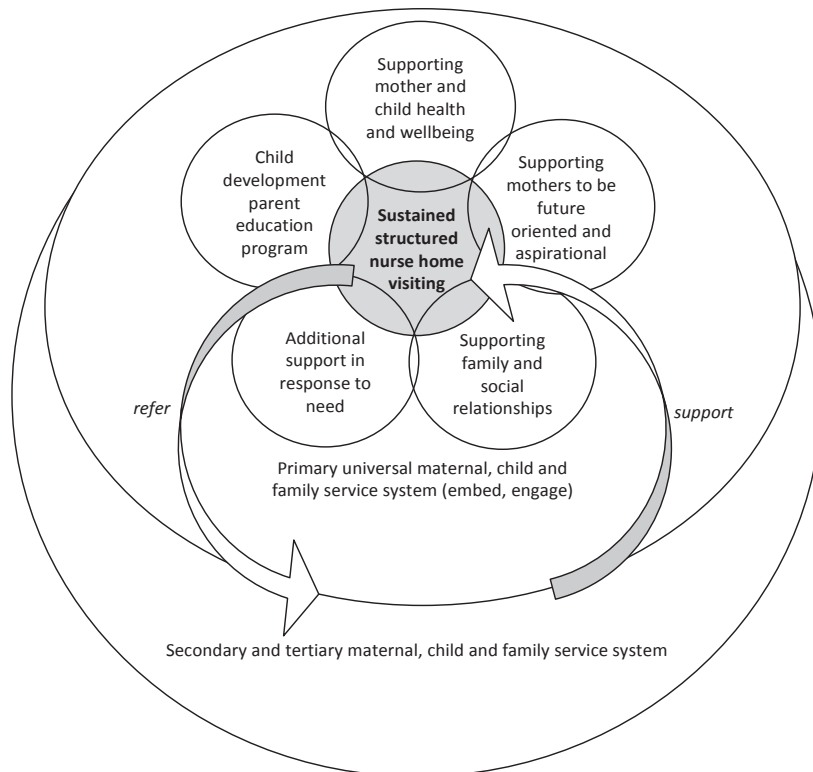 Supporting
mother and
child health
and wellbeing
Child
development
parent
education
program
Sustained
structured
nurse home
visiting
Supporting
mothers to be
future
oriented and
aspirational
Additional
support in
response to
need
Supporting
family and
social
relationships
refer
support
Primary universal maternal, child and
family service system (embed, engage)
Secondary and tertiary maternal, child and family service system